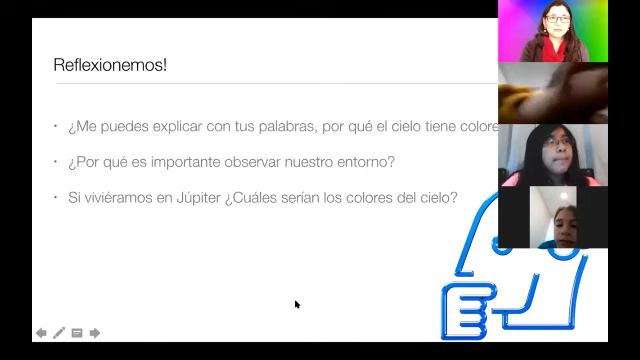 Reflexionemos!
• ¿Me puedes explicar con tus palabras, por qué el cielo tiene colore
• ¿Por qué es importante observar nuestro entorno?
• Si viviéramos en Júpiter ¿Cuáles serían los colores del cielo?